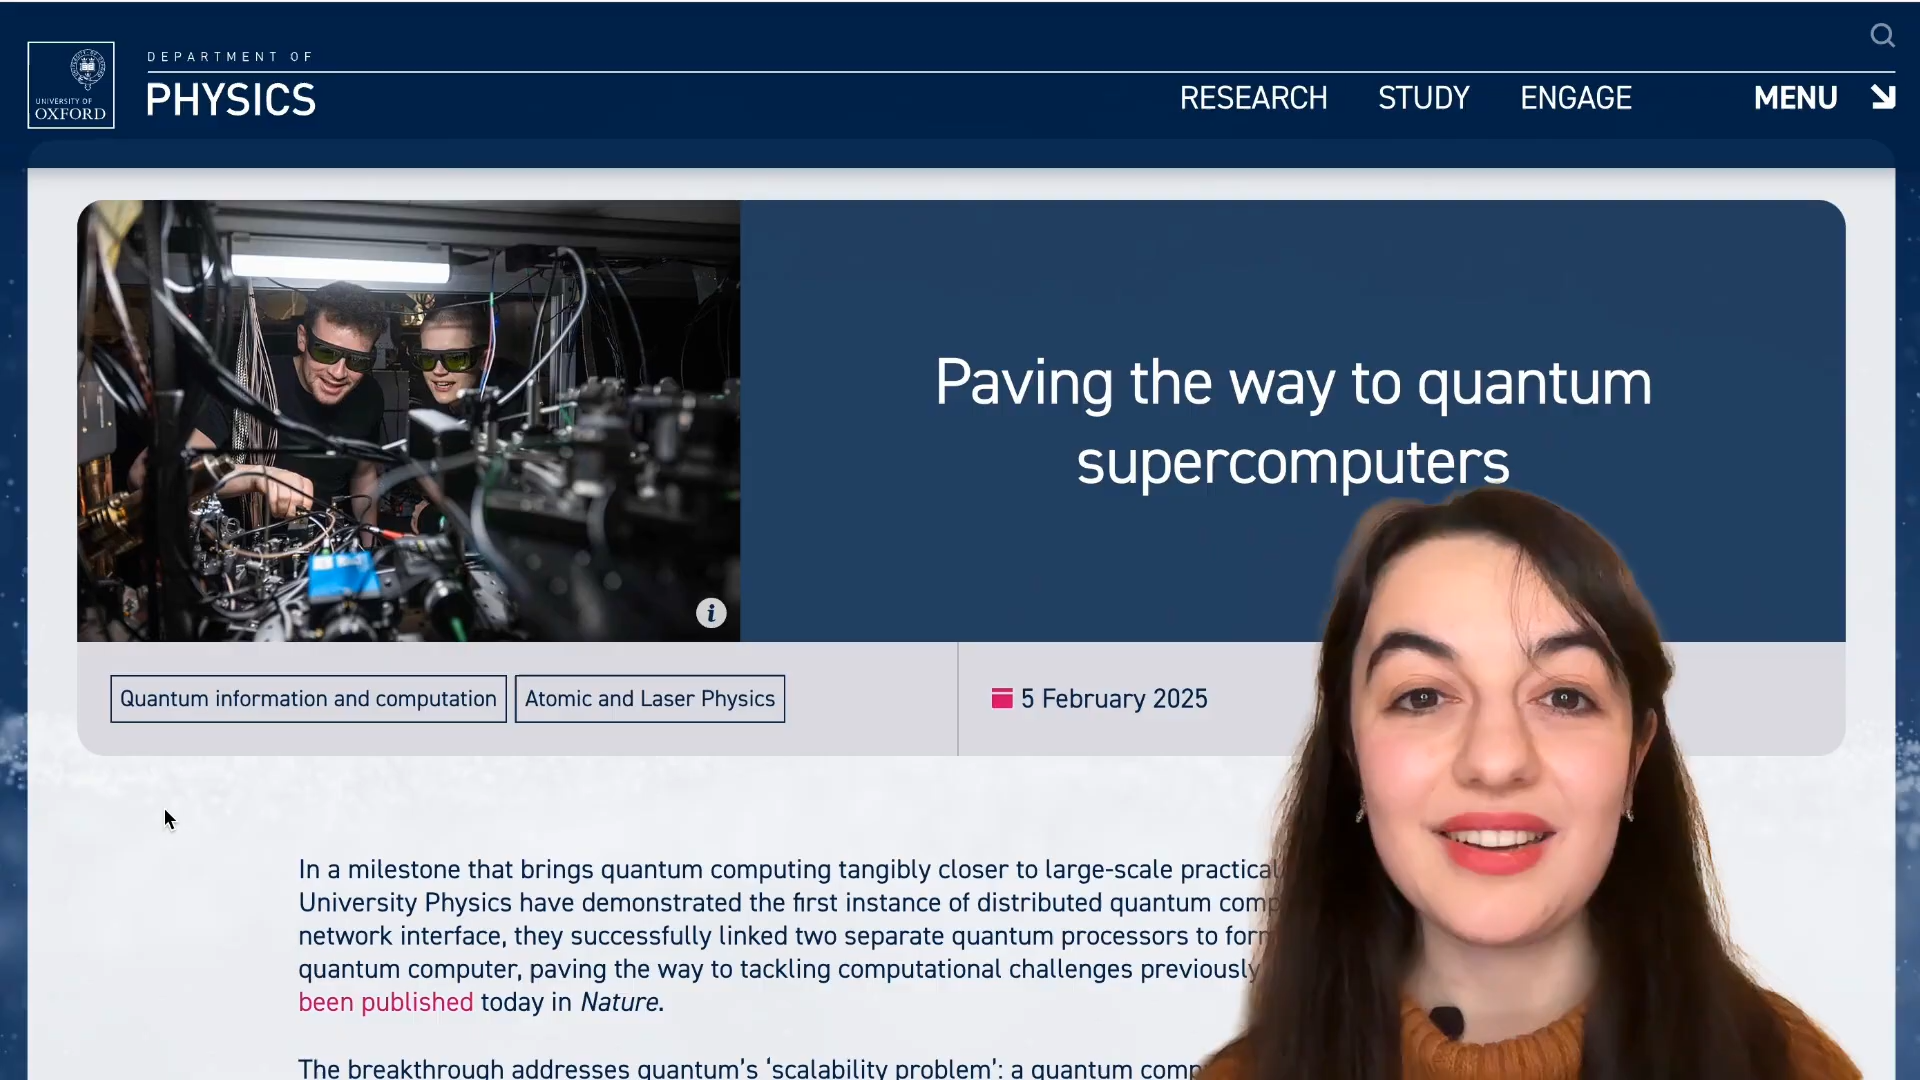 DEPARTMENT OF
PHYSICS
UNIVERSITY OF
OXFORD
RESEARCH STUDY ENGAGE MENU
Paving the way to quantum
supercomputers
i
Quantum information and computation Atomic and Laser Physics
5 February 2025
In a milestone that brings quantum computing tangibly closer to large-scale practical
University Physics have demonstrated the first instance of distributed quantum comp
network interface, they successfully linked two separate quantum processors to form
quantum computer, paving the way to tackling computational challenges previously
been published today in Nature.
The breakthrough addresses quantum's ‘scalability problem’: a quantum comp